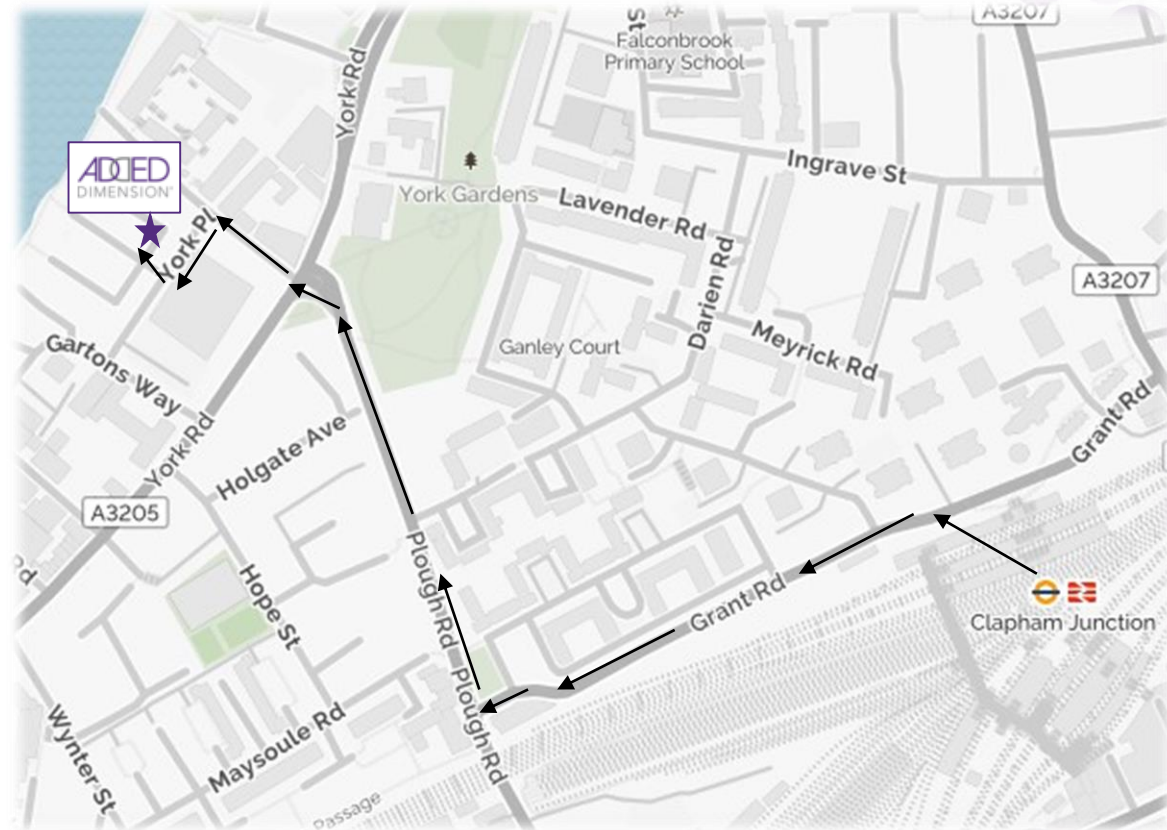 A3207
St
Falconbrook
Primary School
York Rd
Ingrave St
ADDED
DIMENSION
York Gardens
Lavender Rd
York Pl
Darien Rd
A3207
Meyrick Rd
Ganley Court
Gartons Way
Grant Rd
York Rd
Holgate Ave
A3205
Plough Rd
Hope St
Grant Rd
Clapham Junction
Plough Rd
Maysoule Rd
Wynter St
Passage